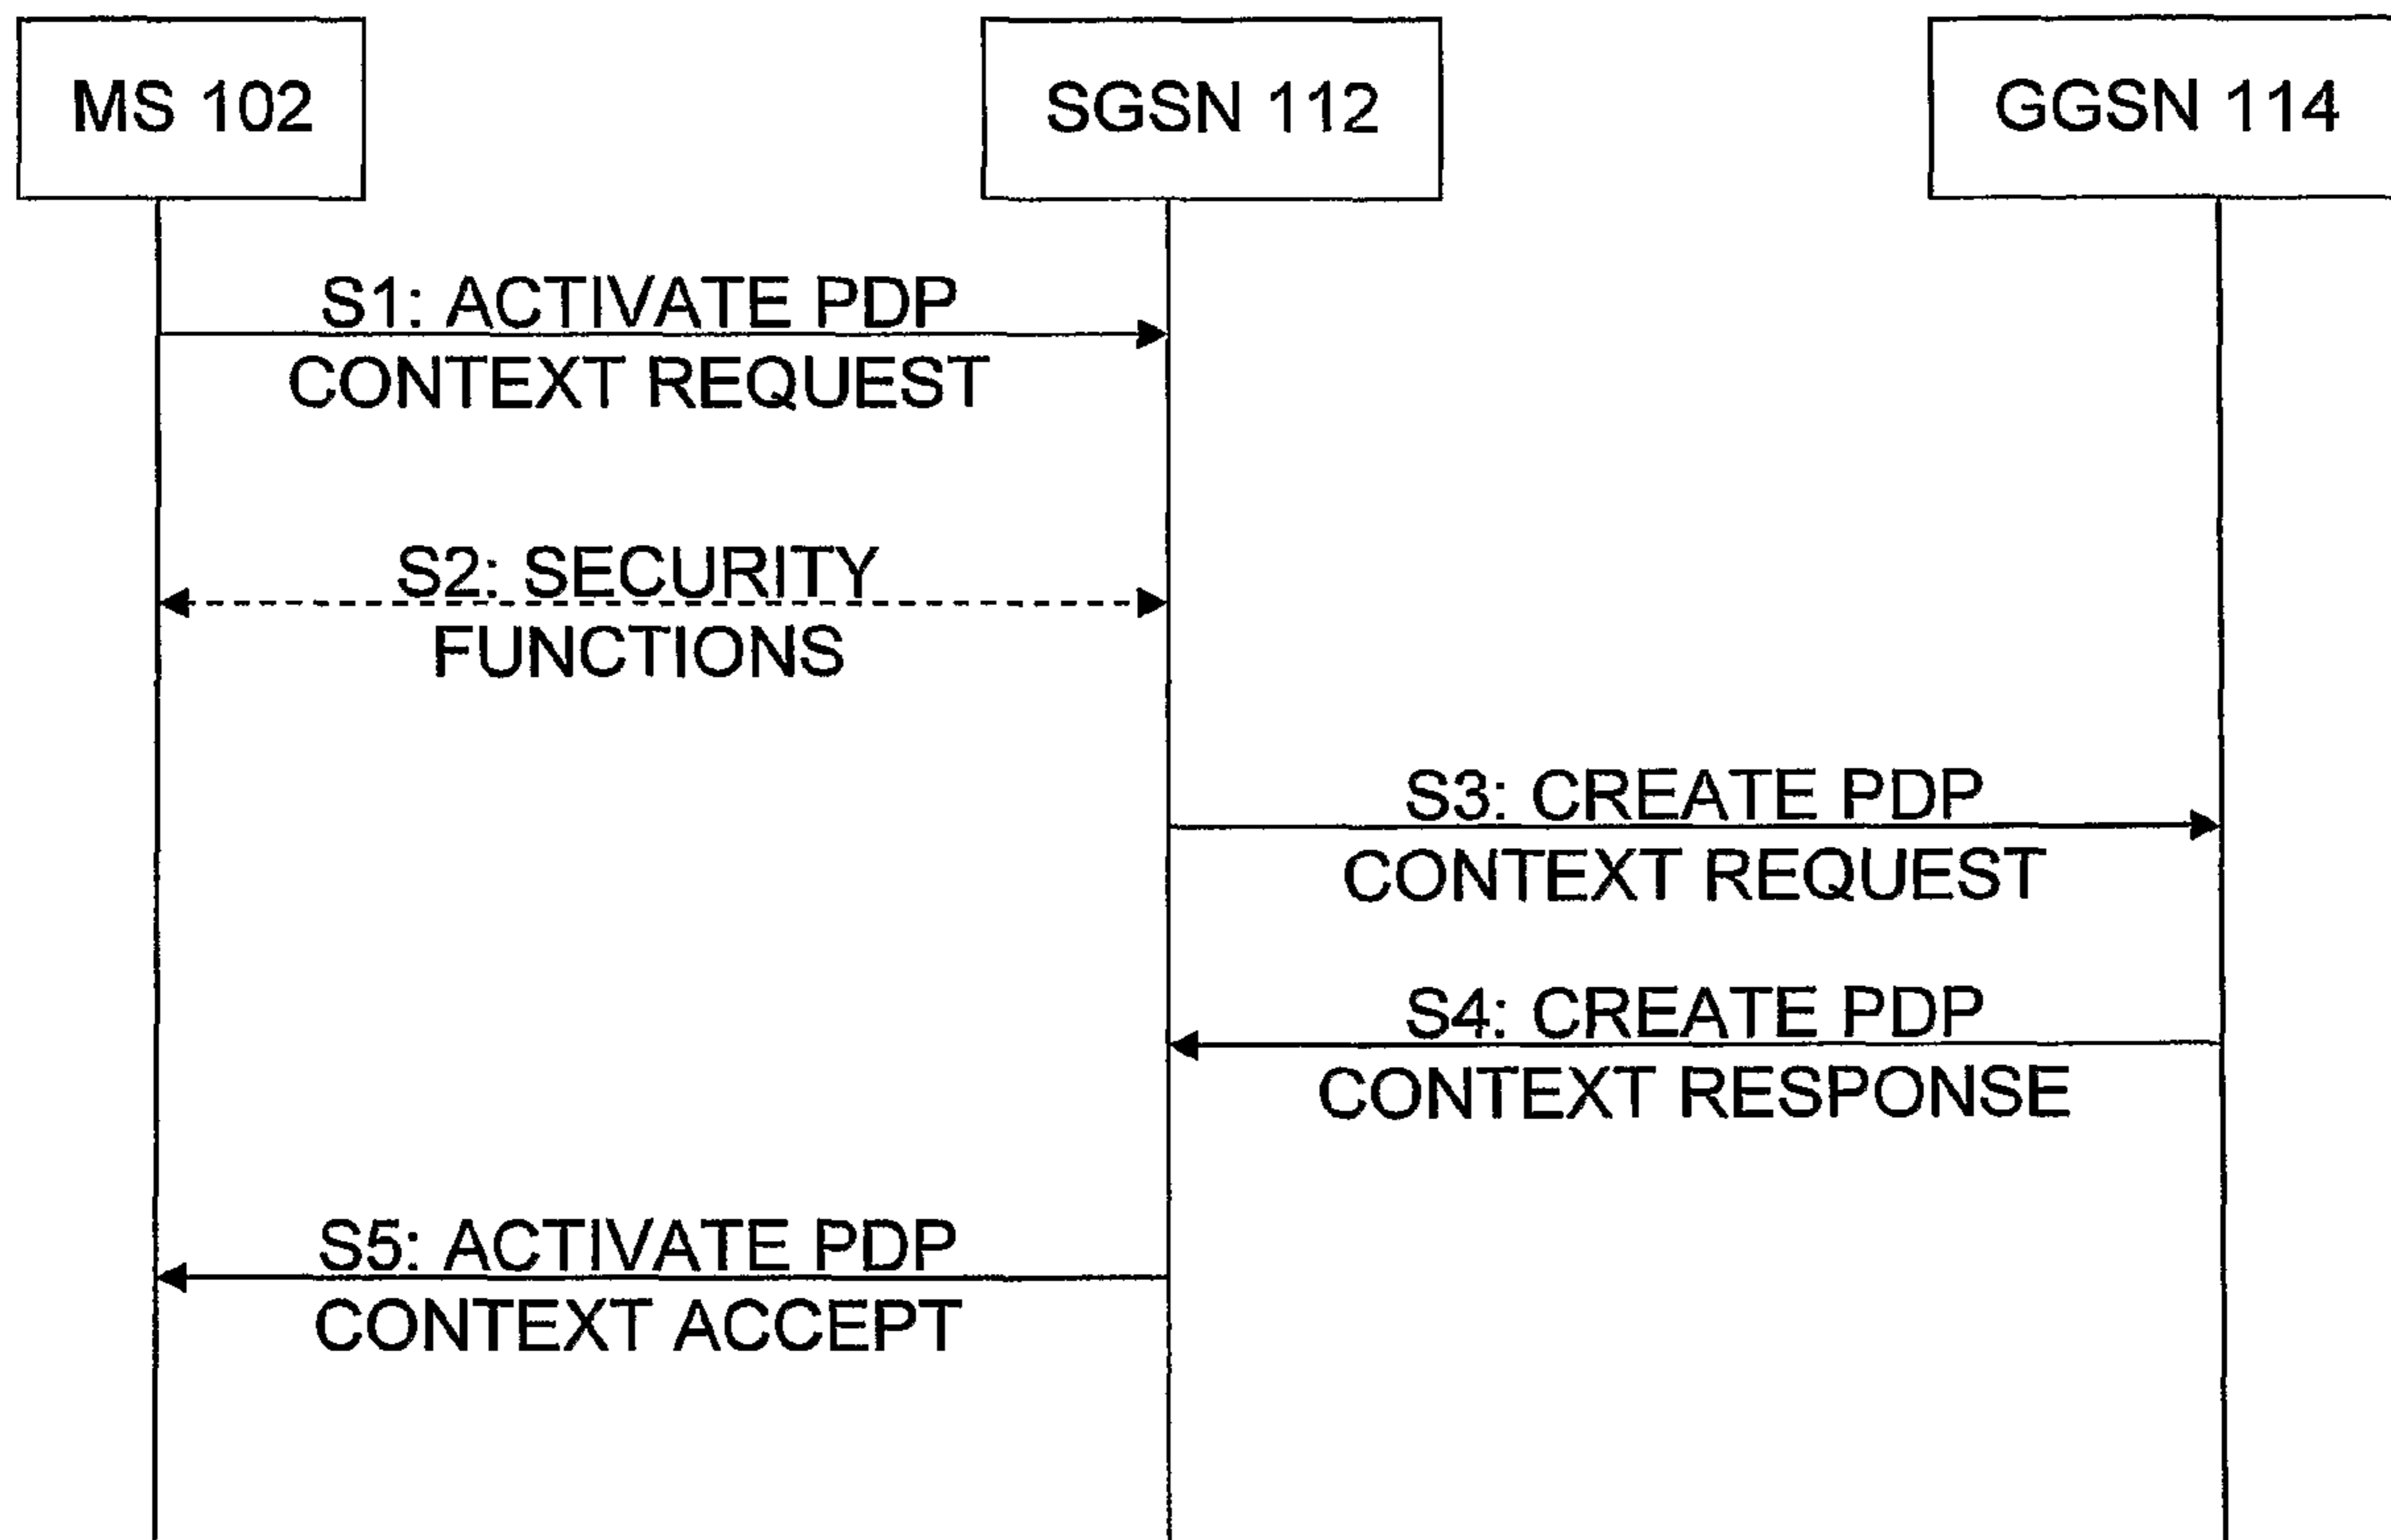 MS 102
SGSN 112
GGSN 114
S1: ACTIVATE PDP
CONTEXT REQUEST
S2: SECURITY
FUNCTIONS
S3: CREATE PDP
CONTEXT REQUEST
S4: CREATE PDP
CONTEXT RESPONSE
S5: ACTIVATE PDP
CONTEXT ACCEPT